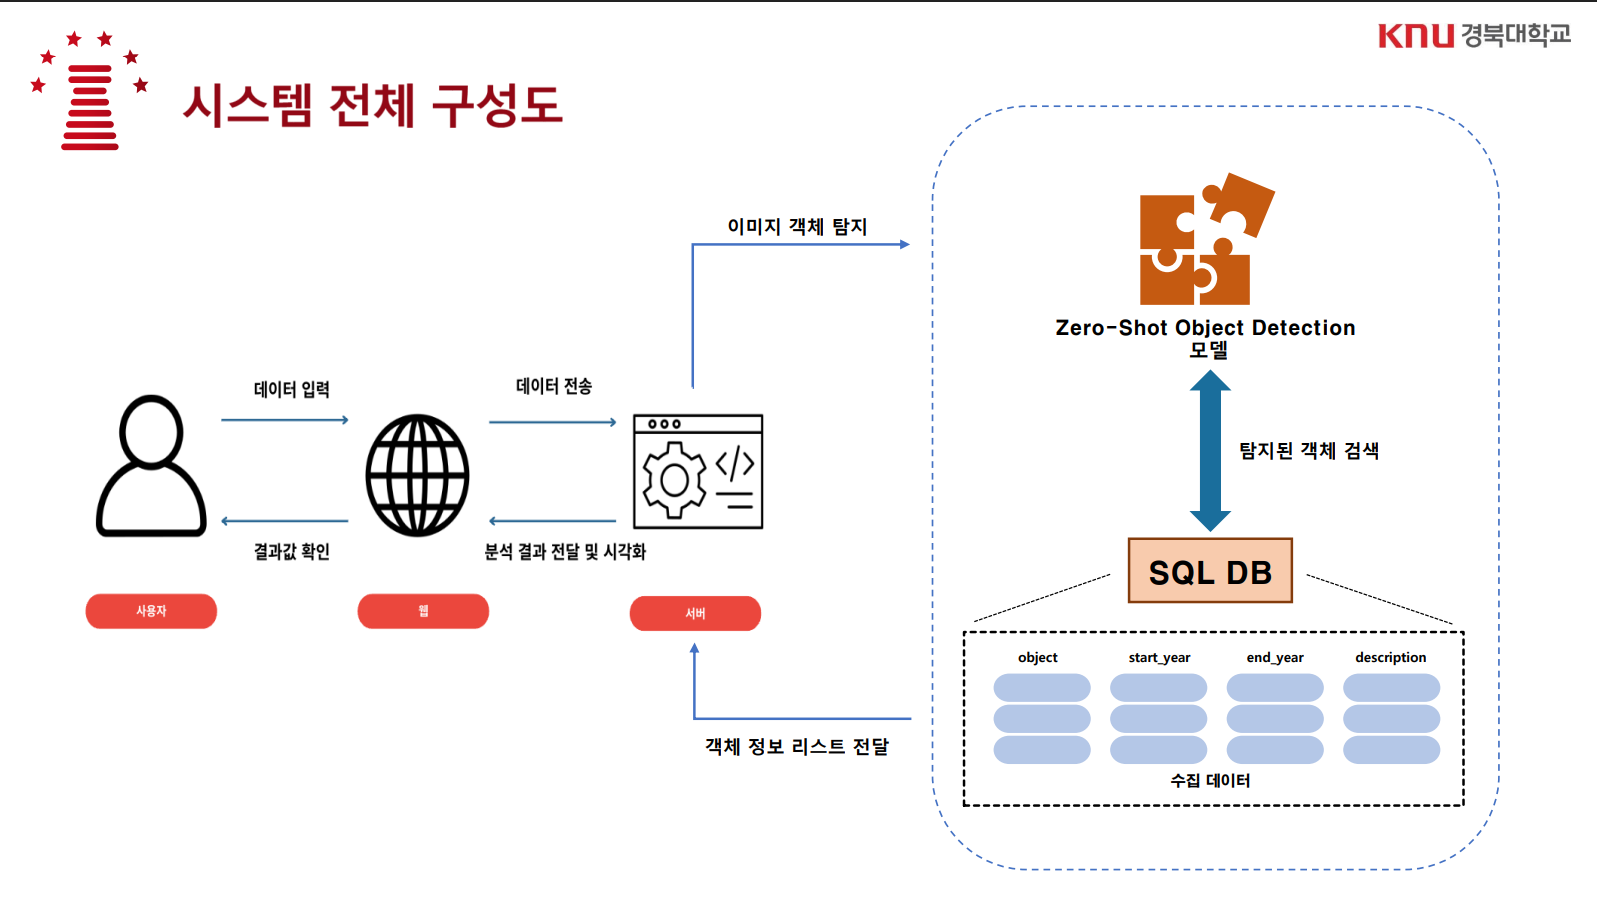 KNU 경북대학교
시스템 전체 구성도
이미지 객체 탐지
Zero-Shot Object Detection
모델
데이터 입력
데이터 전송
탐지된 객체 검색
결과값 확인
분석 결과 전달 및 시각화
SQL DB
사용자
웹
서버
object start_year end_year description
객체 정보 리스트 전달
수집 데이터